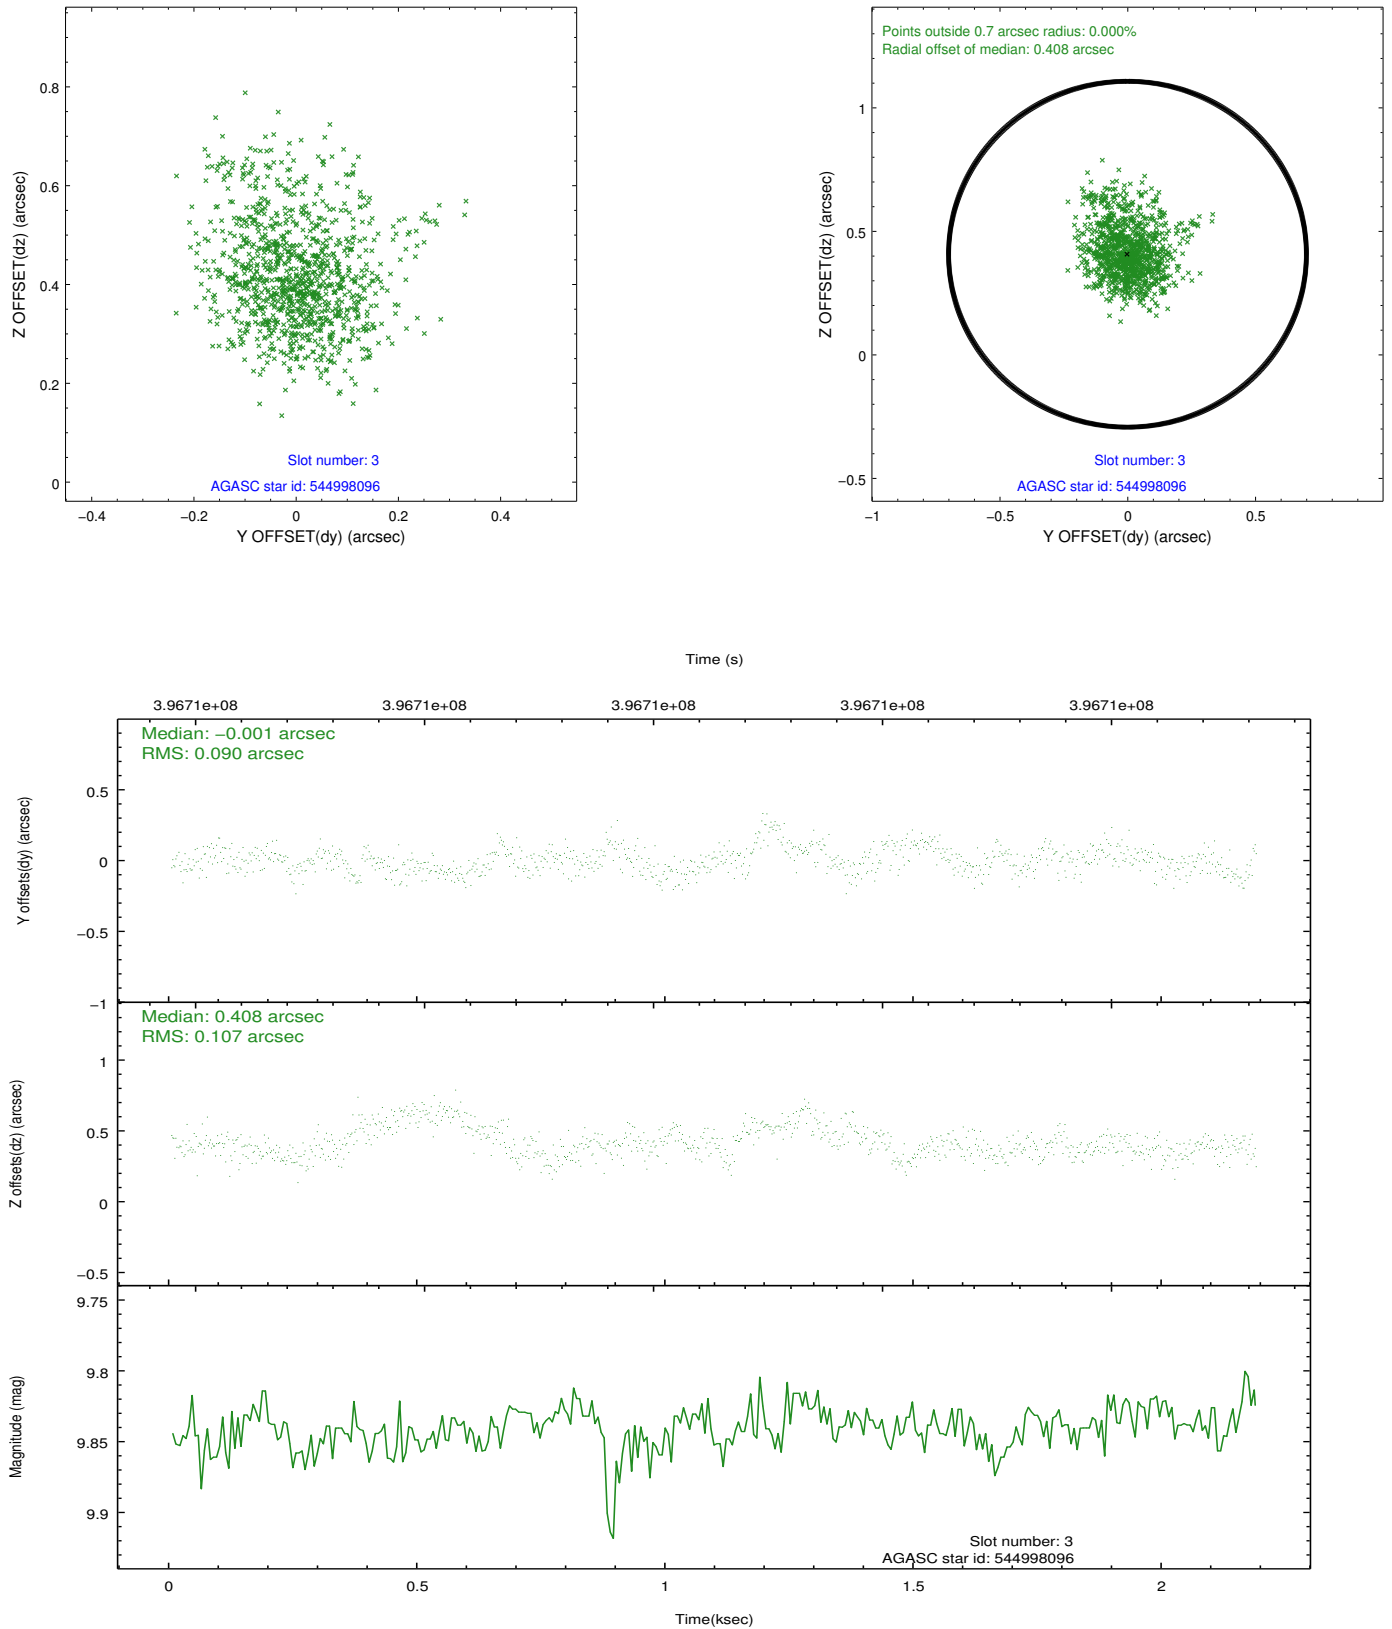 0.8
0.6
0.4
0.2
0
Z OFFSET(dz) (arcsec)
Slot number: 3
AGASC star id: 544998096
−0.4
−0.2
0
0.2
0.4
Y OFFSET(dy) (arcsec)
Points outside 0.7 arcsec radius: 0.000%
Radial offset of median: 0.408 arcsec
1
0.5
0
−0.5
Z OFFSET(dz) (arcsec)
Slot number: 3
AGASC star id: 544998096
−1
−0.5
0
0.5
Y OFFSET(dy) (arcsec)
Time (s)
3.9671e+08
3.9671e+08
3.9671e+08
3.9671e+08
3.9671e+08
Median: −0.001 arcsec
RMS: 0.090 arcsec
0.5
0
−0.5
−1
Y offsets(dy) (arcsec)
Median: 0.408 arcsec
RMS: 0.107 arcsec
1
0.5
0
−0.5
Z offsets(dz) (arcsec)
9.75
9.8
9.85
9.9
Magnitude (mag)
Slot number: 3
AGASC star id: 544998096
0
0.5
1
1.5
2
Time(ksec)